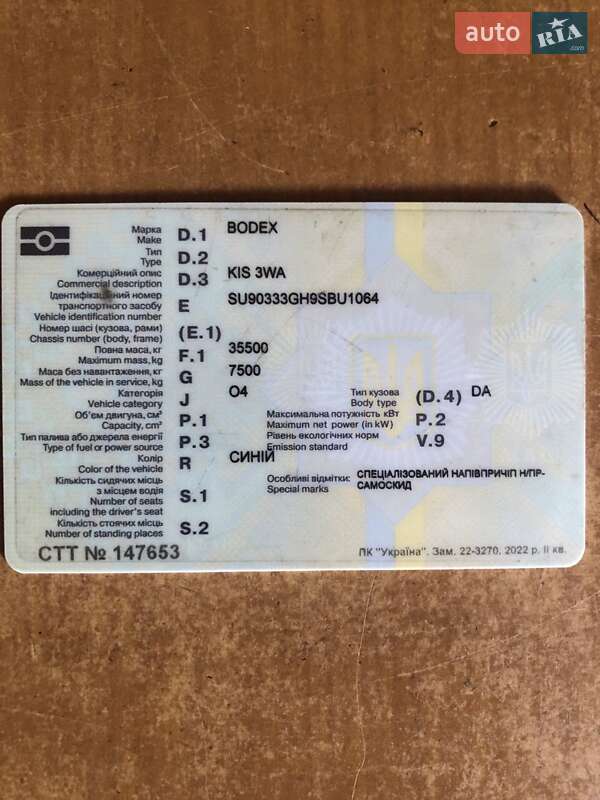 auto RIA .com
Марка
Make D.1 BODEX
Тип
Type D.2
Комерційний опис
Commercial description D.3 KIS 3WA
Ідентифікаційний номер
транспортного засобу E SU90333GH9SBU1064
Vehicle identification number
Номер шасі (кузова, рами) (E.1)
Chassis number (body, frame)
Повна маса, кг F.1 35500
Maximum mass, kg
Маса без навантаження, кг G 7500
Mass of the vehicle in service, kg
Категорія J O4 Тип кузова (D.4) DA
Vehicle category Body type
Об'єм двигуна, см³ P.1 Максимальна потужність кВт P.2
Capacity, cm³ Maximum net power (in kW)
Тип палива або джерела енергії P.3 Рівень екологічних норм V.9
Type of fuel or power source Emission standard
Колір R СИНІЙ
Color of the vehicle
Кількість сидячих місць Особливі відмітки: СПЕЦІАЛІЗОВАНИЙ НАПІВПРИЧІП Н/ПР-
з місцем водія S.1 Special marks САМОСКИД
Number of seats
including the driver's seat
Кількість стоячих місць S.2
Number of standing places
СТТ № 147653 ПК "Україна". Зам. 22-3270. 2022 р. II кв.